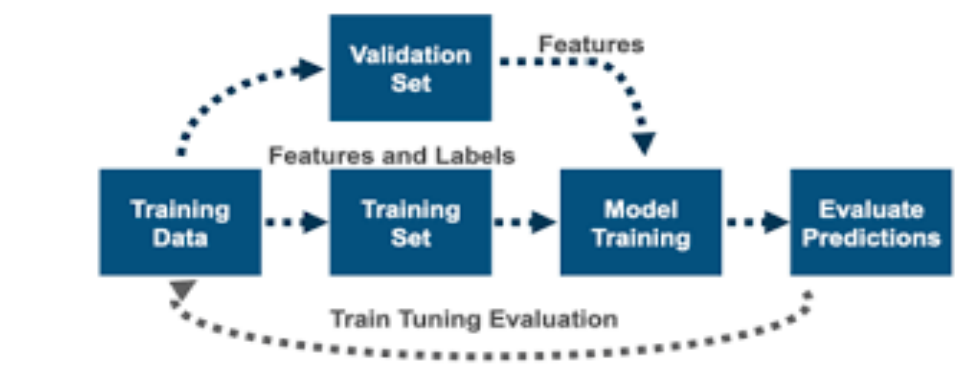 Validation
Set
Features
Features and Labels
Training
Data
Training
Set
Model
Training
Evaluate
Predictions
Train Tuning Evaluation